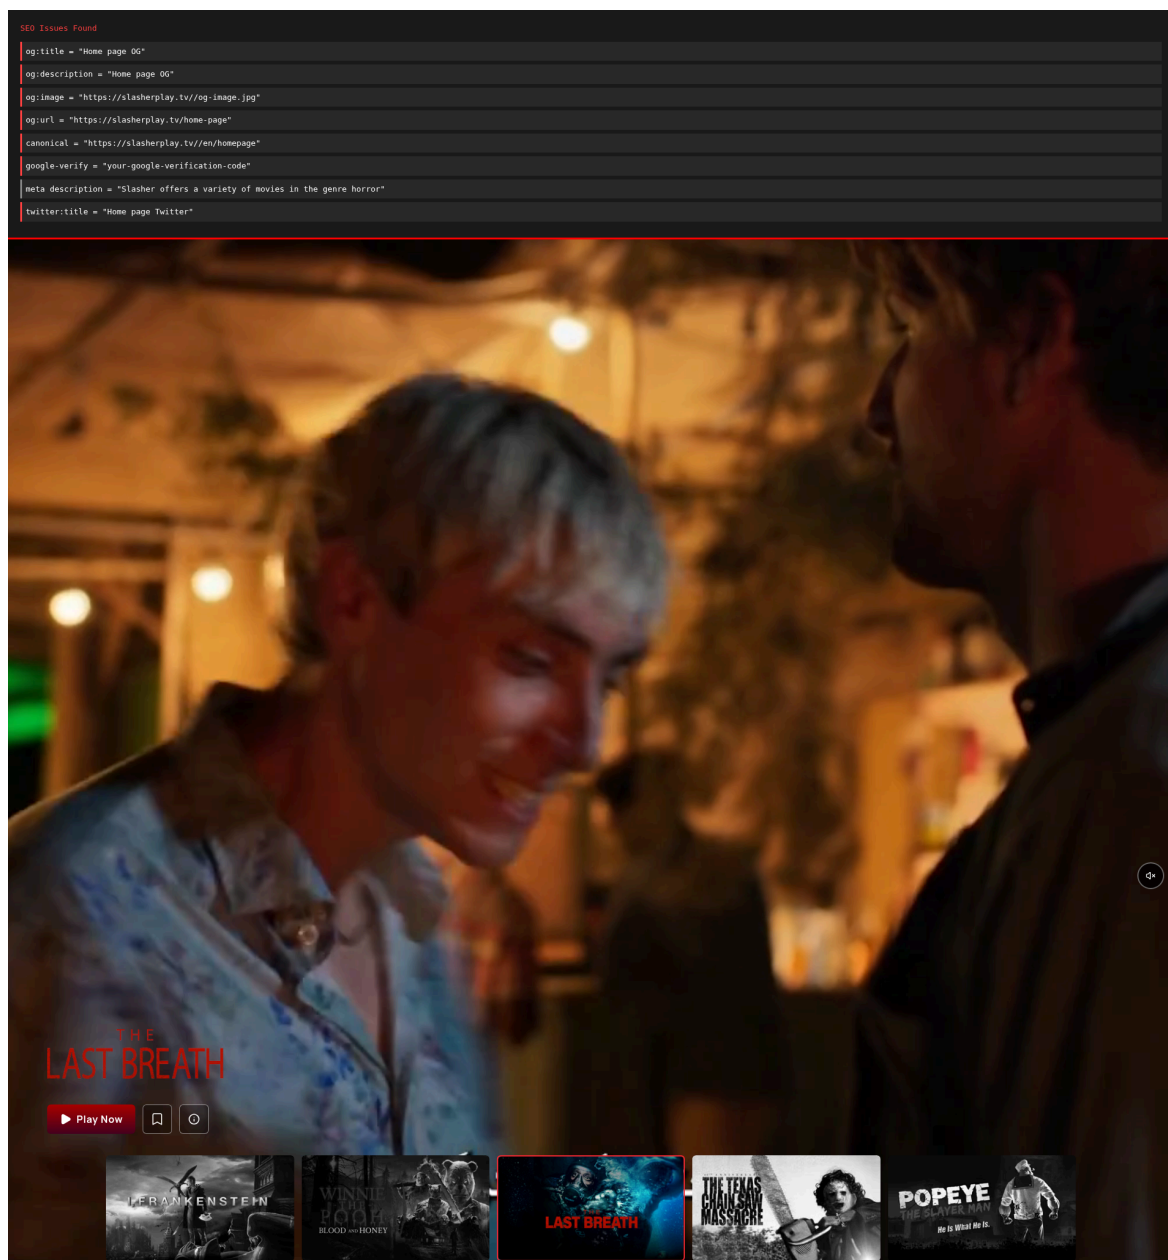 SEO Issues Found
og:title = "Home page OG"
og:description = "Home page OG"
og:image = "https://slasherplay.tv//og-image.jpg"
og:url = "https://slasherplay.tv/home-page"
canonical = "https://slasherplay.tv//en/homepage"
google-verify = "your-google-verification-code"
meta description = "Slasher offers a variety of movies in the genre horror"
twitter:title = "Home page Twitter"
THE
LAST BREATH
Play Now
I FRANKENSTEIN
WINNIE
THE
POOH
BLOOD AND HONEY
LAST BREATH
THE TEXAS
CHAIN SAW
MASSACRE
POPEYE
THE SLAYER MAN
He Is What He Is.